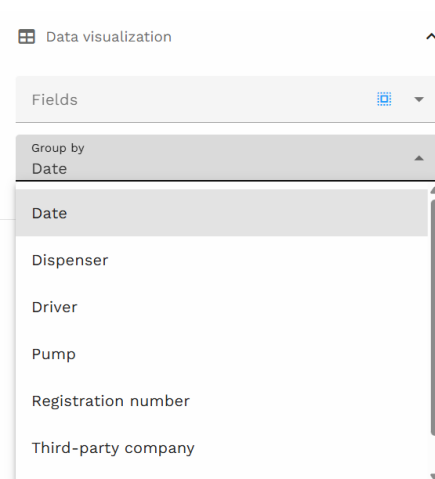 Data visualization
Fields
Group by
Date
Date
Dispenser
Driver
Pump
Registration number
Third-party company